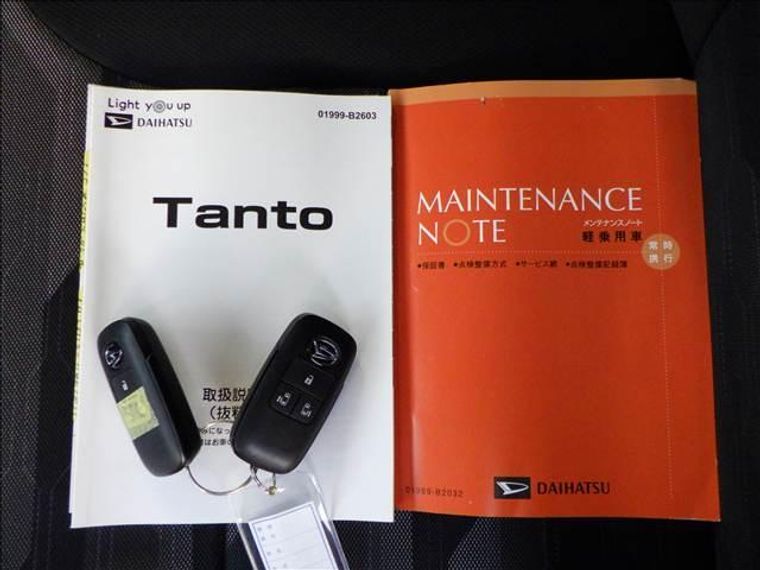 Light you up
DAIHATSU
01999-B2603
Tanto
取扱説
（抜粋
MAINTENANCE
NOTE
メンテナンスノート
軽乗用車
常時
携行
●保証書 ●点検整備方式 ●サービス網 ●点検整備記録簿
01999-B2032
DAIHATSU